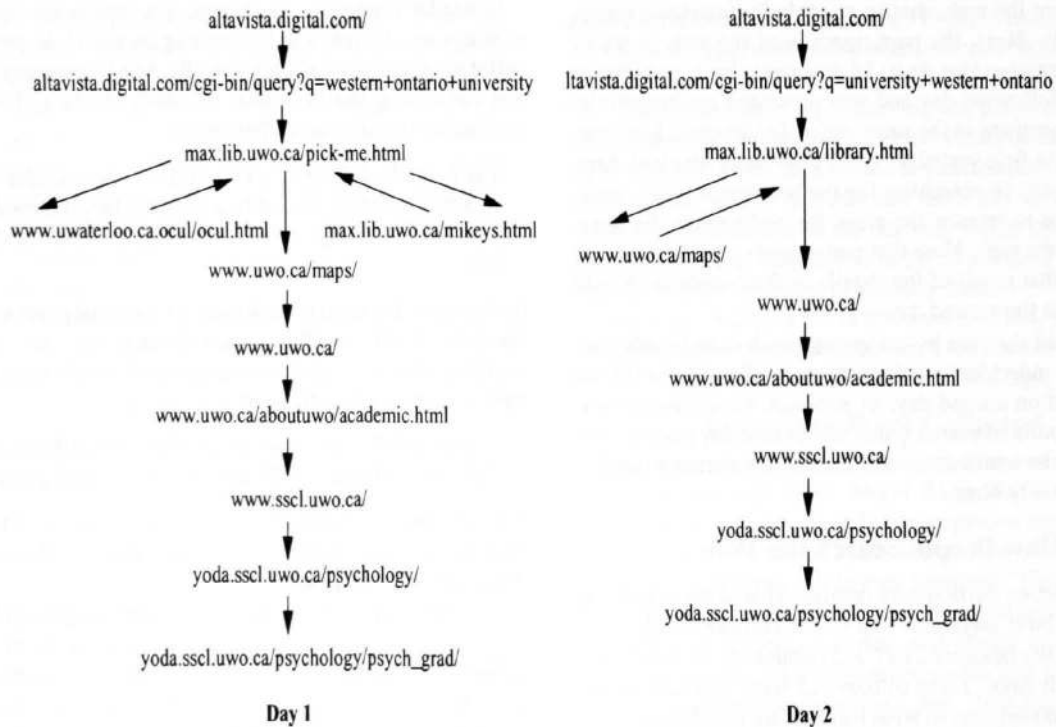 altavista.digital.com/
altavista.digital.com/cgi-bin/query?q=western+ontario+university
max.lib.uwo.ca/pick-me.html
www.uwaterloo.ca.ocul/ocul.html
max.lib.uwo.ca/mikeys.html
www.uwo.ca/maps/
www.uwo.ca/
www.uwo.ca/aboutuwo/academic.html
www.sscl.uwo.ca/
yoda.sscl.uwo.ca/psychology/
yoda.sscl.uwo.ca/psychology/psych_grad/
Day 1
altavista.digital.com/
ltavista.digital.com/cgi-bin/query?q=university+western+ontario
max.lib.uwo.ca/library.html
www.uwo.ca/maps/
www.uwo.ca/
www.uwo.ca/aboutuwo/academic.html
www.sscl.uwo.ca/
yoda.sscl.uwo.ca/psychology/
yoda.sscl.uwo.ca/psychology/psych_grad/
Day 2